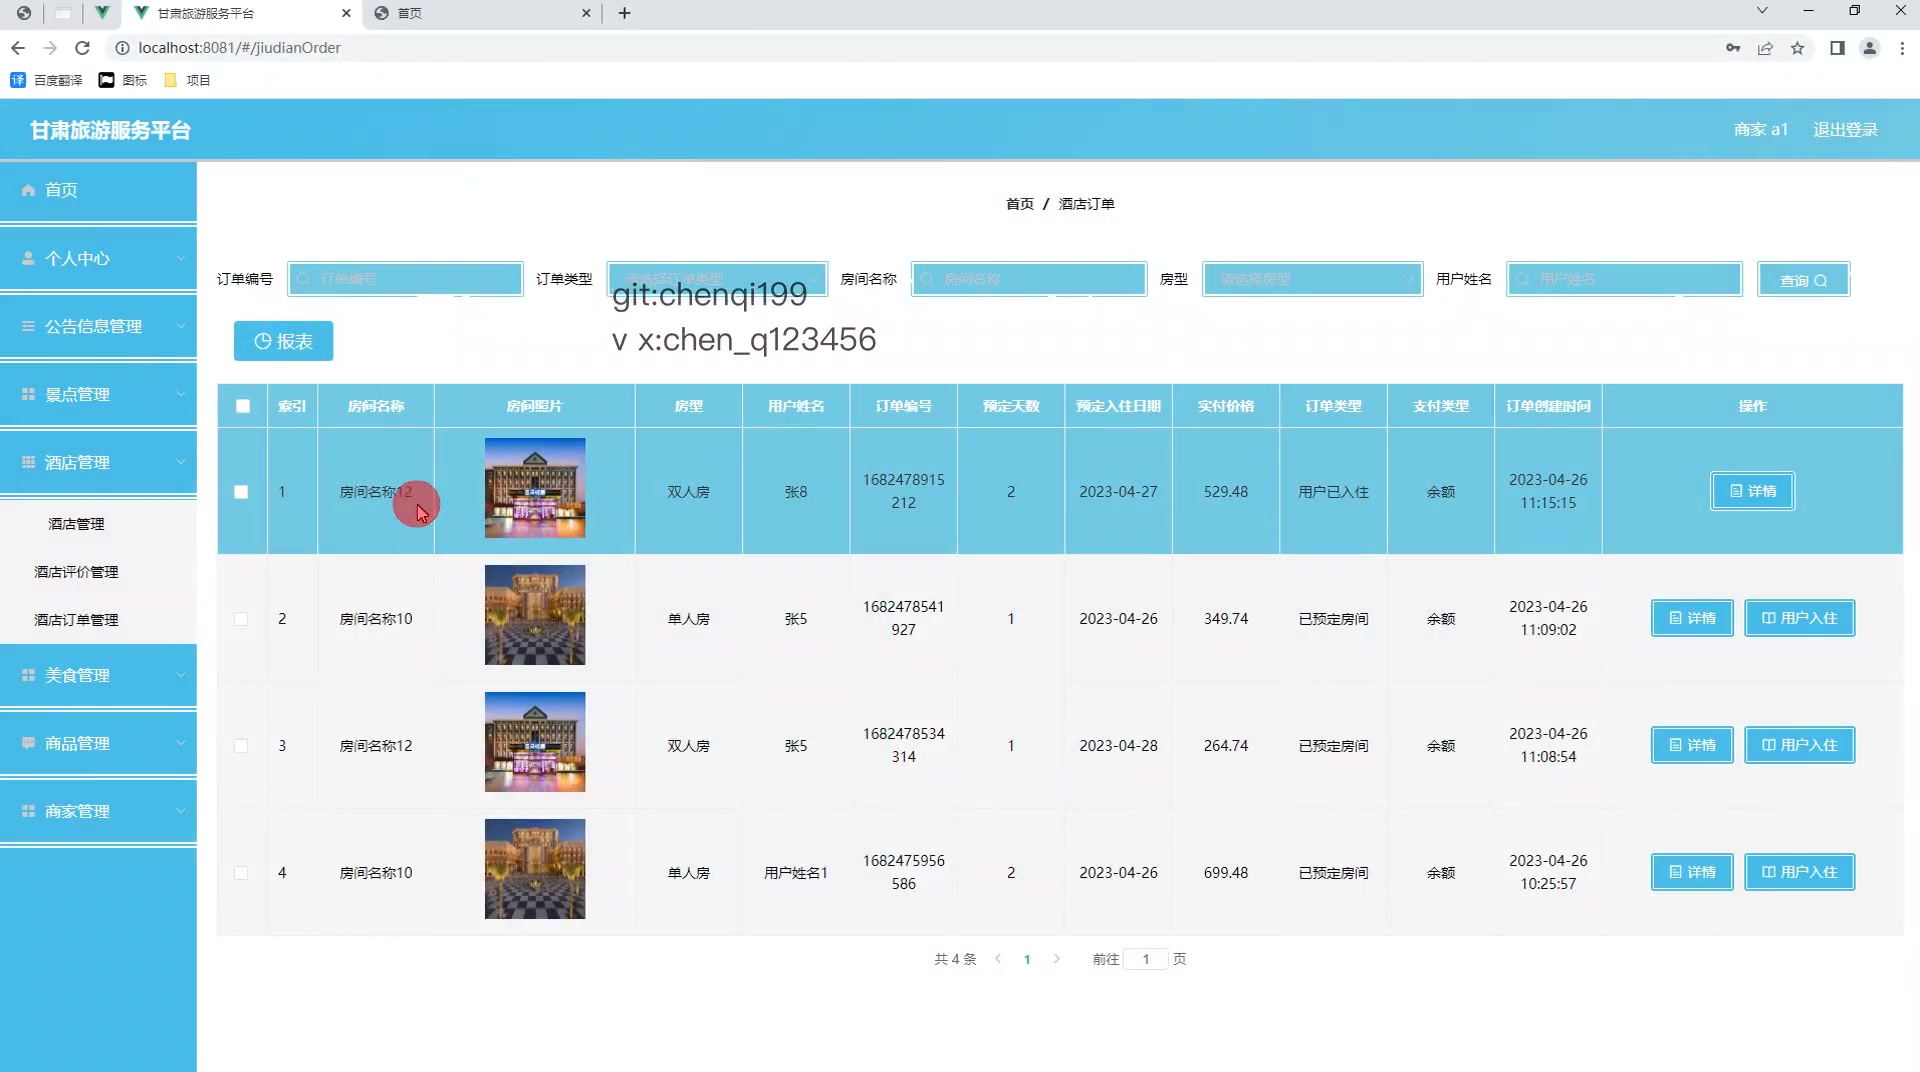 甘肃旅游服务平台
首页
localhost:8081/#/jiudianOrder
百度翻译 图标 项目
甘肃旅游服务平台
商家 a1 退出登录
首页
个人中心
公告信息管理
景点管理
酒店管理
酒店管理
酒店评价管理
酒店订单管理
美食管理
商品管理
商家管理
首页 / 酒店订单
订单编号 订单编号 订单类型 请选择订单类型 房间名称 房间名称 房型 请选择房型 用户姓名 用户姓名 查询
git:chenqi199
v x:chen_q123456
报表
索引 房间名称 房间照片 房型 用户姓名 订单编号 预定天数 预定入住日期 实付价格 订单类型 支付类型 订单创建时间 操作
1 房间名称12 双人房 张8 1682478915 2 2023-04-27 529.48 用户已入住 余额 2023-04-26 详情
212 11:15:15
2 房间名称10 单人房 张5 1682478541 1 2023-04-26 349.74 已预定房间 余额 2023-04-26 详情 用户入住
927 11:09:02
3 房间名称12 双人房 张5 1682478534 1 2023-04-28 264.74 已预定房间 余额 2023-04-26 详情 用户入住
314 11:08:54
4 房间名称10 单人房 用户姓名1 1682475956 2 2023-04-26 699.48 已预定房间 余额 2023-04-26 详情 用户入住
586 10:25:57
共 4 条 1 前往 1 页